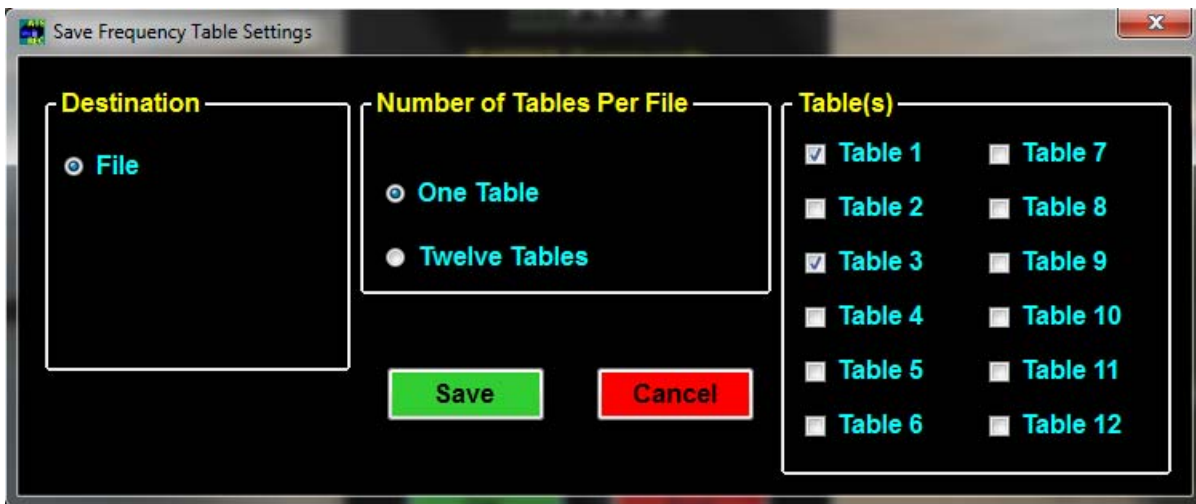 Save Frequency Table Settings
Destination
File
Number of Tables Per File
One Table
Twelve Tables
Save
Cancel
Table(s)
Table 1
Table 7
Table 2
Table 8
Table 3
Table 9
Table 4
Table 10
Table 5
Table 11
Table 6
Table 12